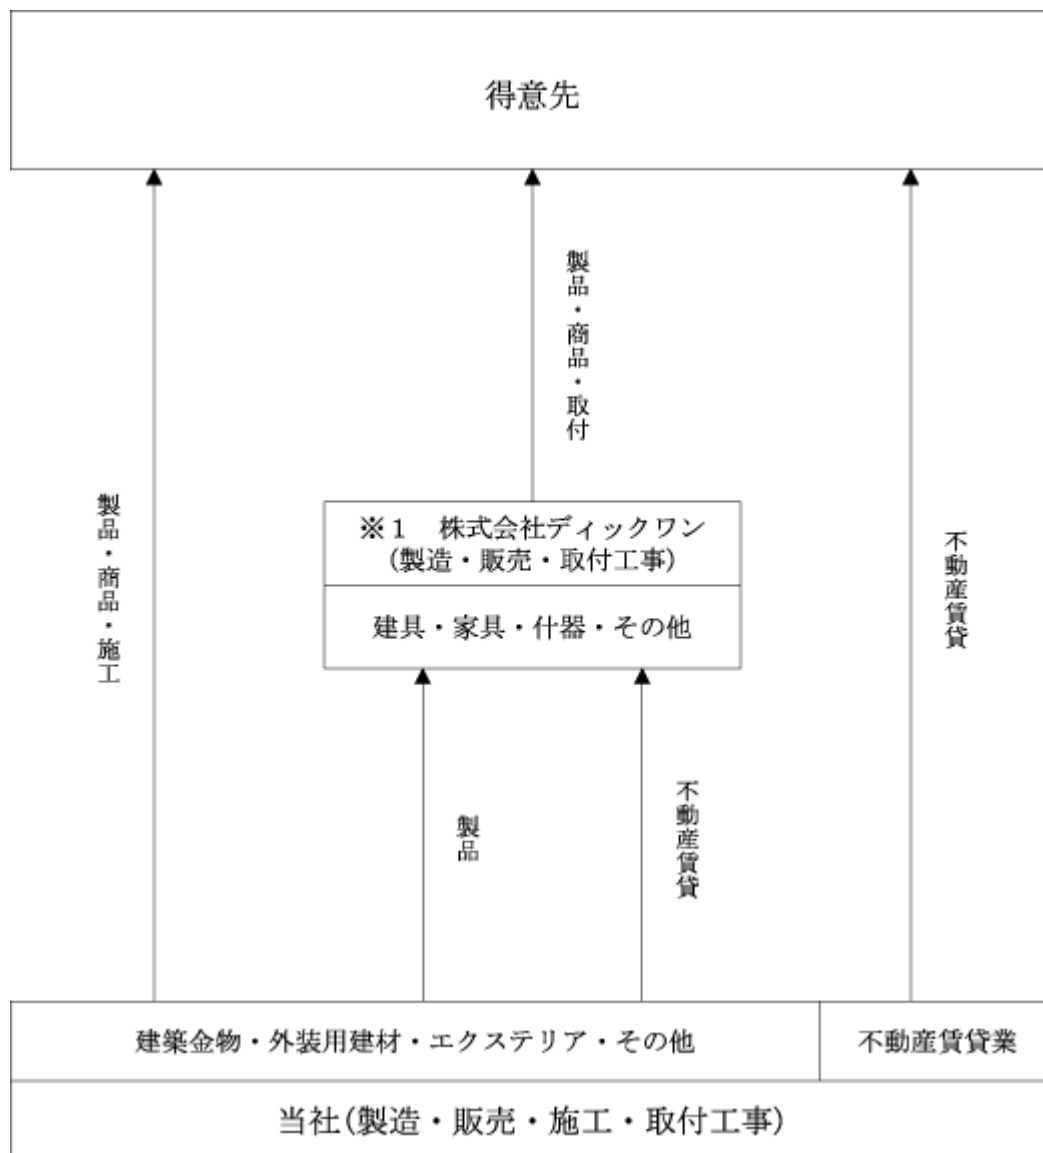 得意先
製品・商品・取付
製品・商品・施工
※1 株式会社ディックワン
(製造・販売・取付工事)
建具・家具・什器・その他
不動産賃貸
製品
不動産賃貸
建築金物・外装用建材・エクステリア・その他
不動産賃貸業
当社(製造・販売・施工・取付工事)